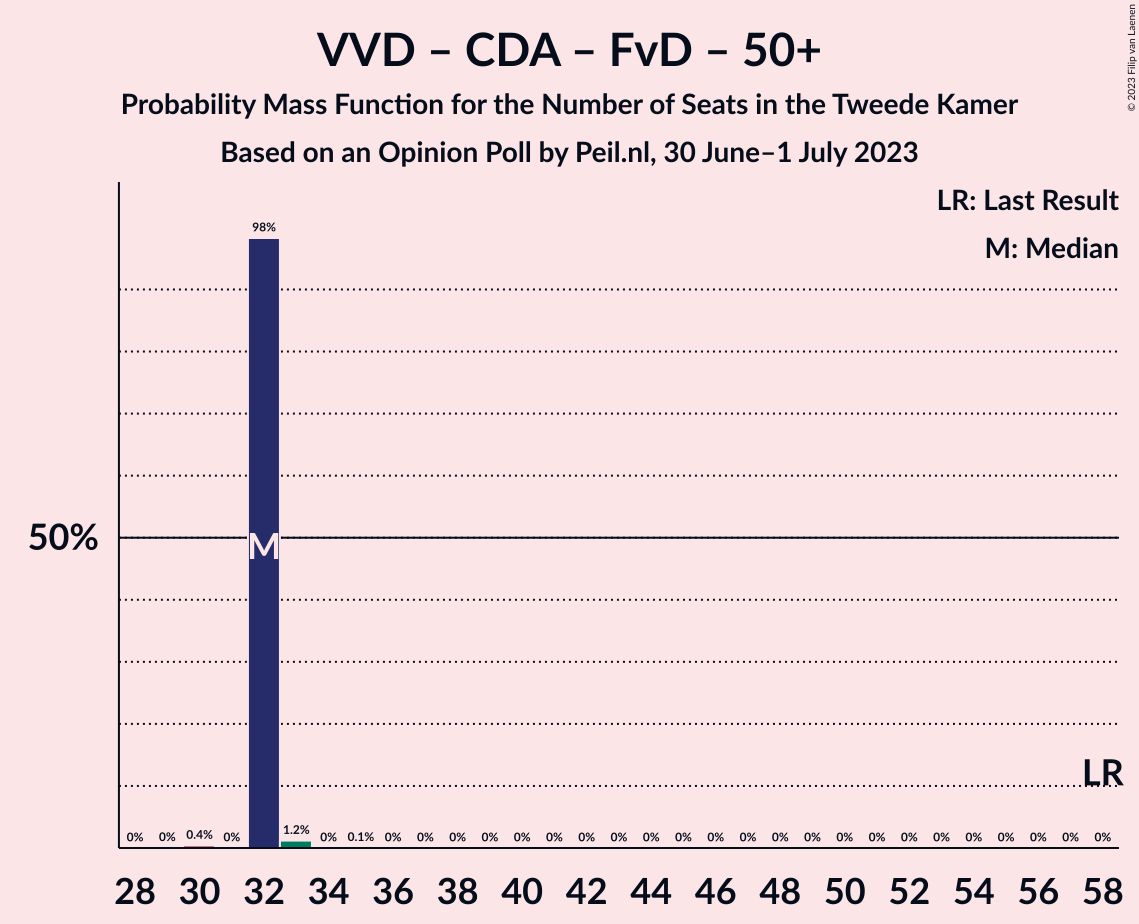 VVD – CDA – FvD – 50+
Probability Mass Function for the Number of Seats in the Tweede Kamer
Based on an Opinion Poll by Peil.nl, 30 June–1 July 2023
© 2023 Filip van Laenen
LR: Last Result
M: Median
98%
50%
M
LR
0% 0% 0.4% 0% 1.2% 0% 0.1% 0% 0% 0% 0% 0% 0% 0% 0% 0% 0% 0% 0% 0% 0% 0% 0% 0% 0% 0% 0% 0% 0% 0%
28 30 32 34 36 38 40 42 44 46 48 50 52 54 56 58